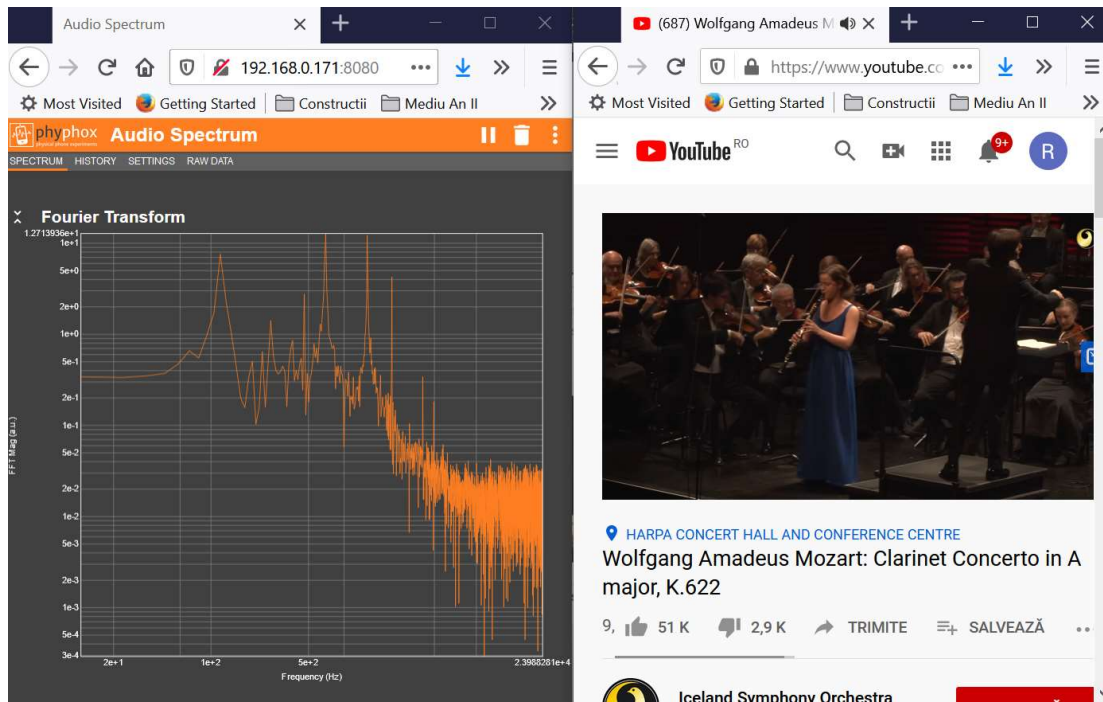 Audio Spectrum
192.168.0.171:8080
Most Visited Getting Started Constructii Mediu An II
phyphox Audio Spectrum
physical phone experiments
SPECTRUM HISTORY SETTINGS RAW DATA
Fourier Transform
1.2713936e+1
1e+1
5e+0
2e+0
1e+0
5e-1
2e-1
1e-1
5e-2
2e-2
1e-2
5e-3
2e-3
1e-3
5e-4
3e-4
FFT Mag (a.u.)
2e+1 1e+2 5e+2 2.3988281e+4
Frequency (Hz)
(687) Wolfgang Amadeus M
https://www.youtube.co
Most Visited Getting Started Constructii Mediu An II
YouTube RO
9+
R
HARPA CONCERT HALL AND CONFERENCE CENTRE
Wolfgang Amadeus Mozart: Clarinet Concerto in A
major, K.622
9, 51 K 2,9 K TRIMITE SALVEAZĂ
Iceland Symphony Orchestra